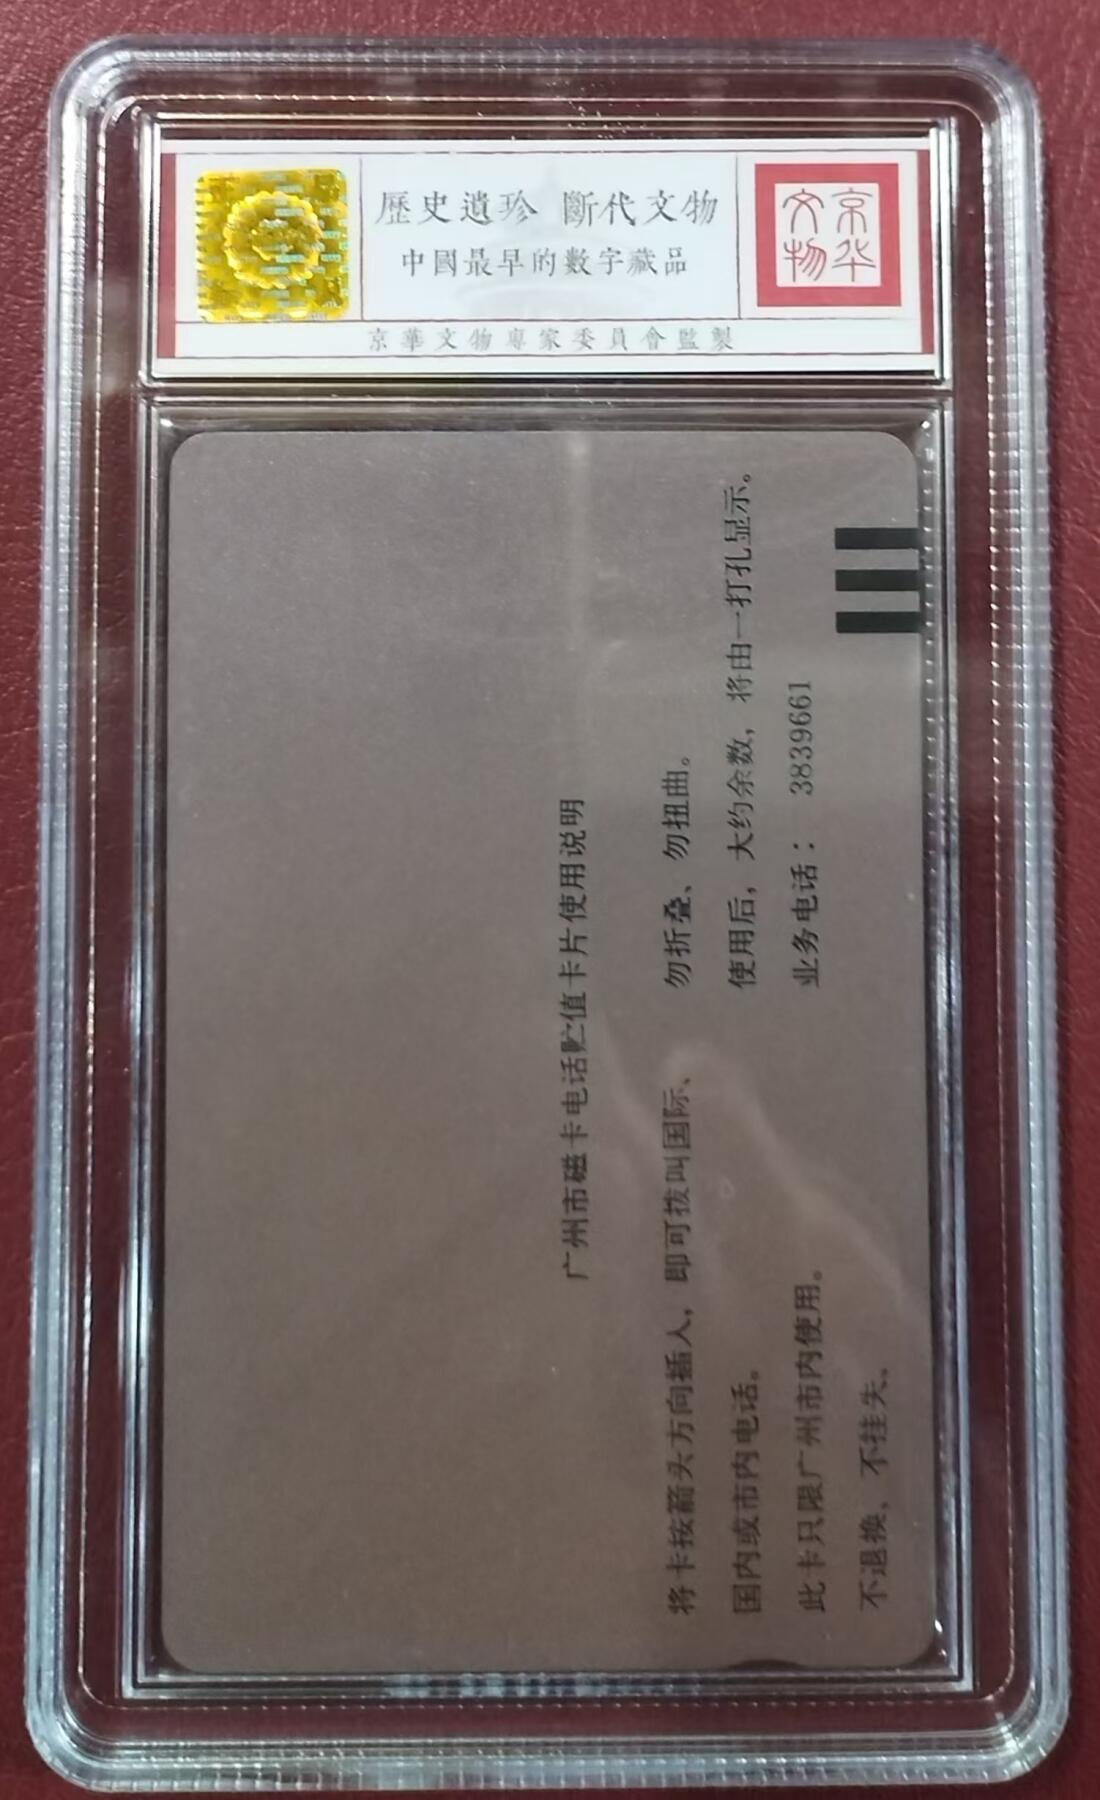 歷史遺珍 斷代文物
中國最早的數字藏品
京华文物
京華文物專家委員會監製
广州市磁卡电话贮值卡片使用说明
将卡按箭头方向插入，即可拨叫国际、
国内或市内电话。
此卡只限广州市内使用。
不退换，不挂失、
勿折叠、勿扭曲。
使用后，大约余数，将由一打孔显示。
业务电话：3839661